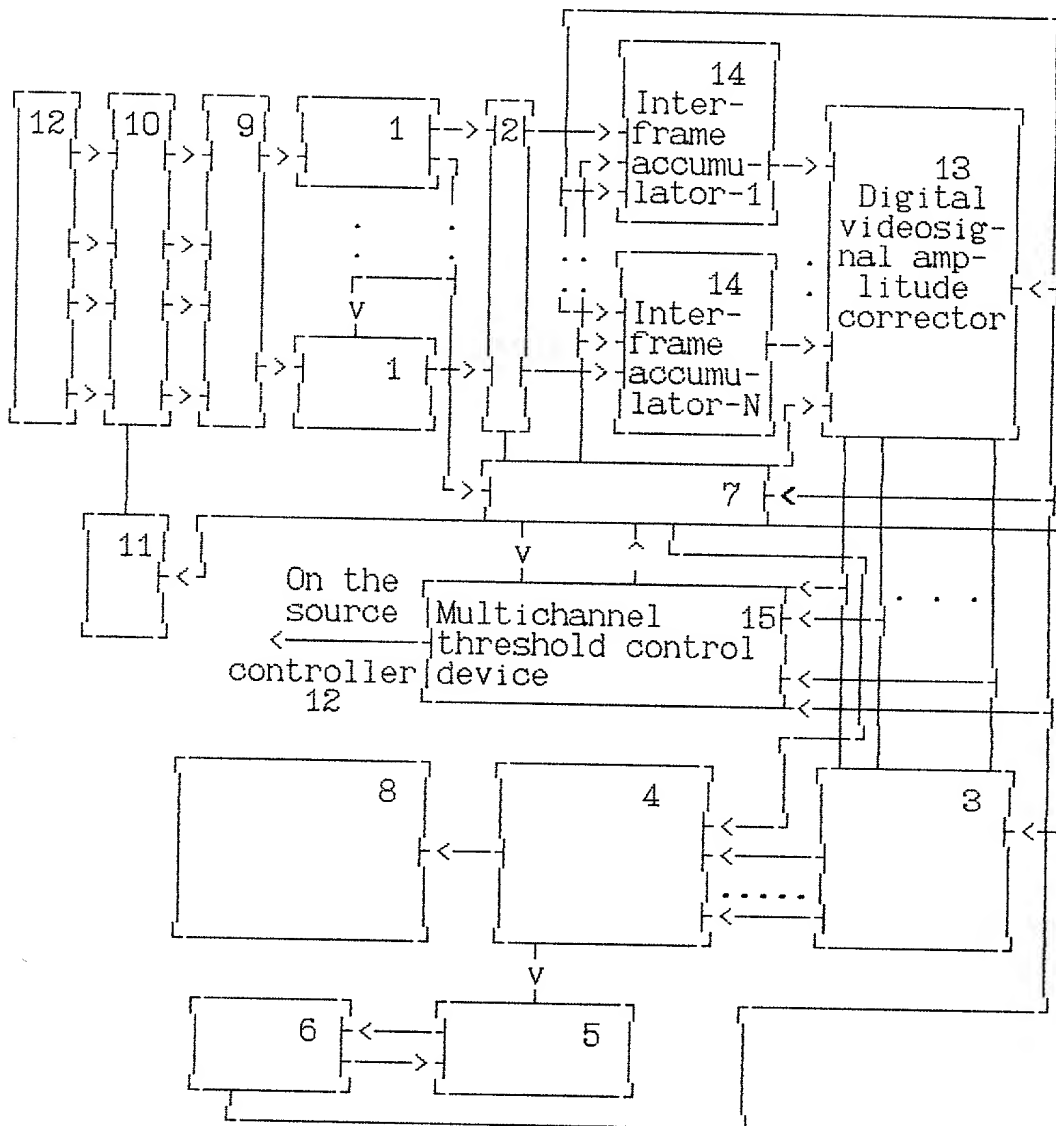 12
10
9
1
2
14
Inter-
frame
accumu-
lator-1
13
Digital
videosig-
nal amp-
litude
corrector
1
14
Inter-
frame
accumu-
lator-N
7
11
On the
source
controller
12
15
Multichannel
threshold control
device
8
4
3
6
5